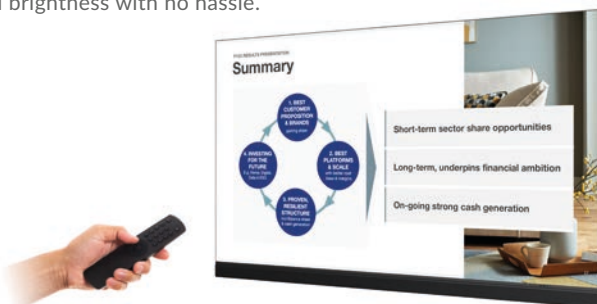 brightness with no hassle.
Summary
1. BEST
CUSTOMER
PROPOSITION
& BRANDS
2. BEST
PLATFORMS
& SCALE
3. PROVEN,
RESILIENT
STRUCTURE
4. INVESTING
FOR THE
FUTURE
Short-term sector share opportunities
Long-term, underpins financial ambition
On-going strong cash generation